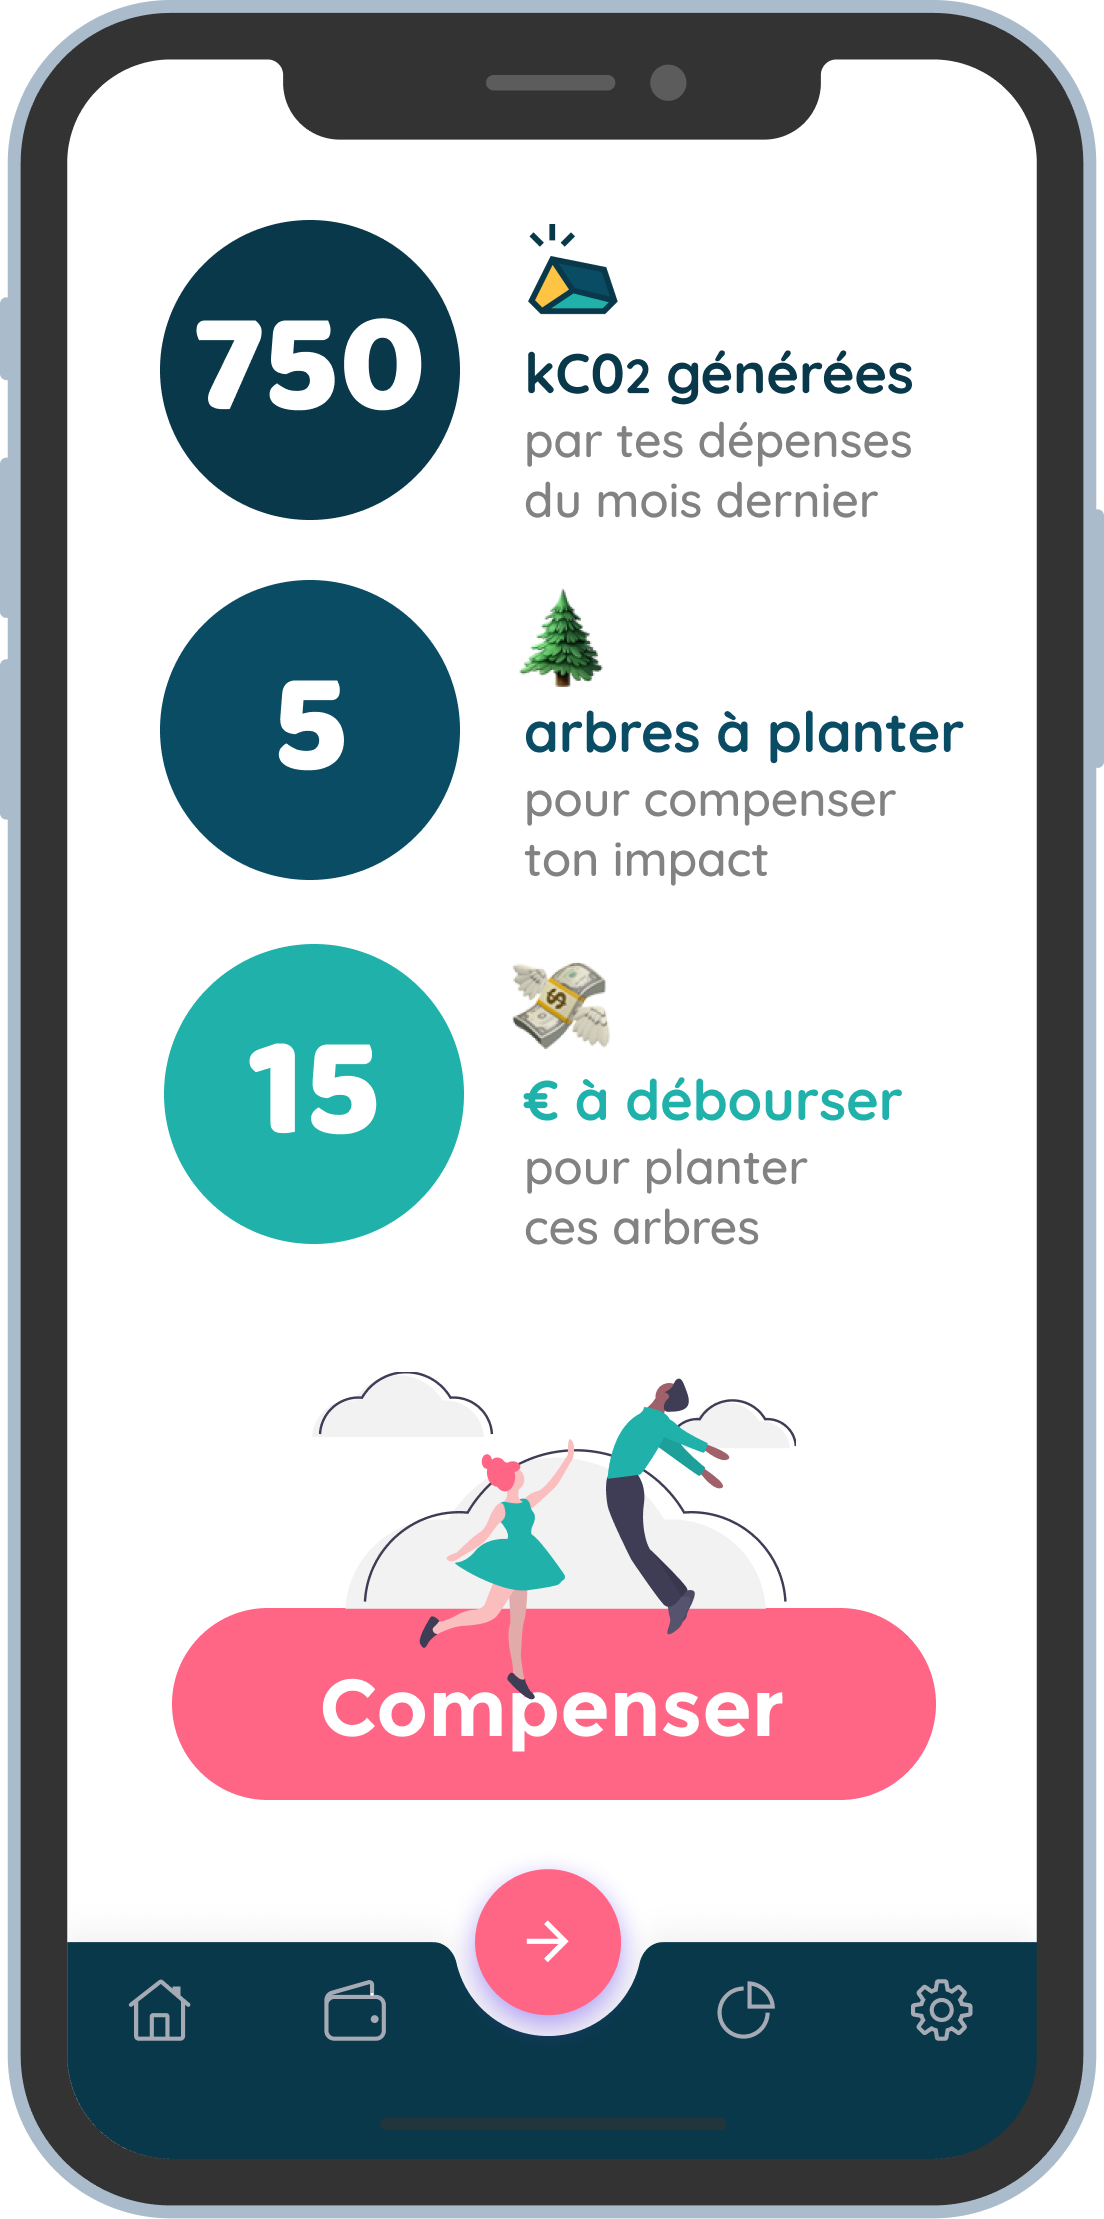 750
kC02 générées
par tes dépenses
du mois dernier
5
arbres à planter
pour compenser
ton impact
15
$
€ à débourser
pour planter
ces arbres
Compenser